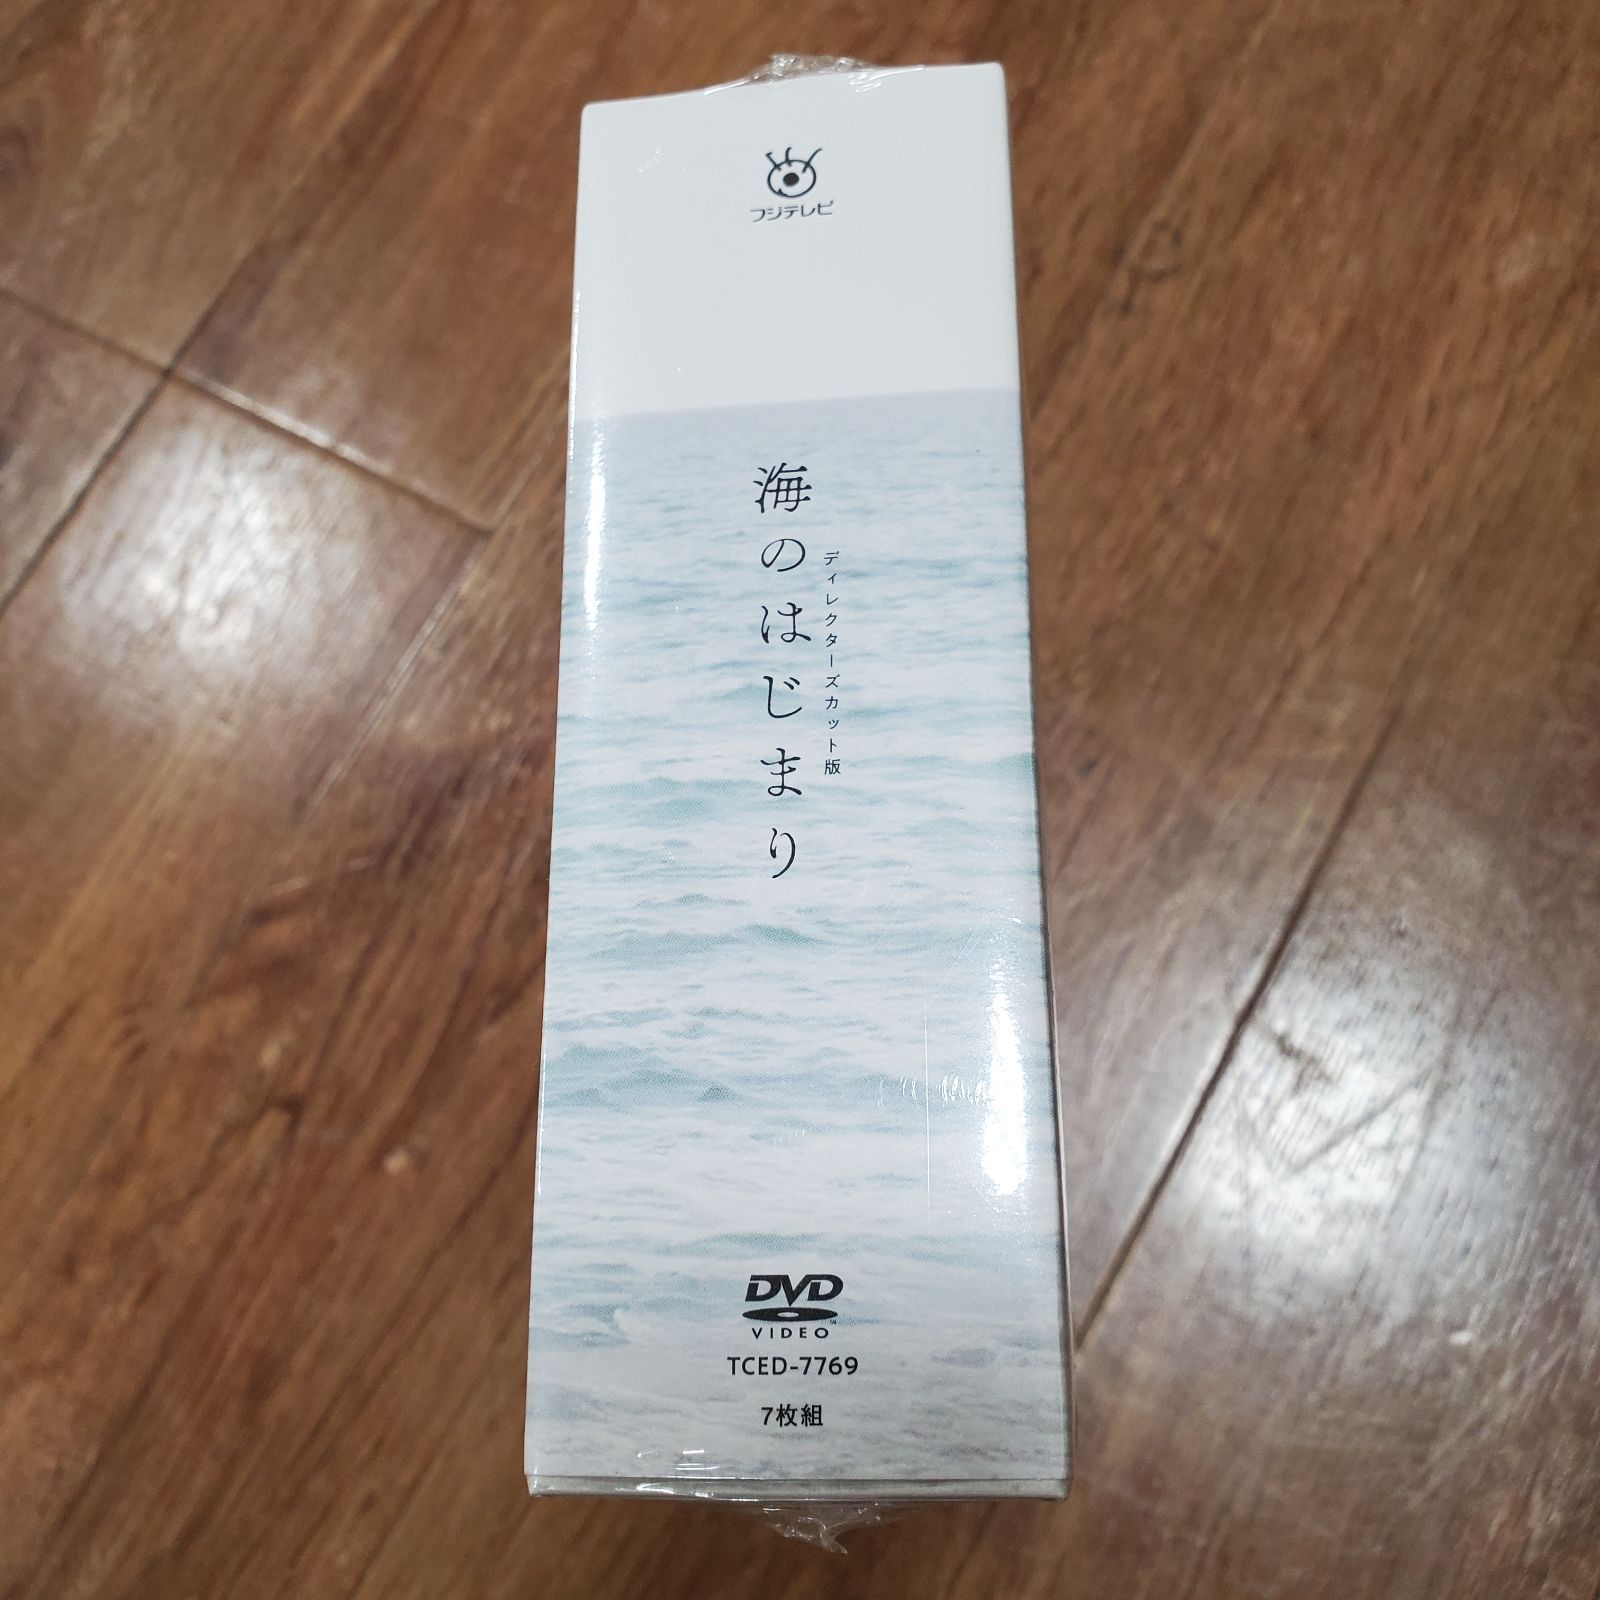 フジテレビ
海のはじまり
ディレクターズカット版
DVD
VIDEO
TM
TCED-7769
7枚組